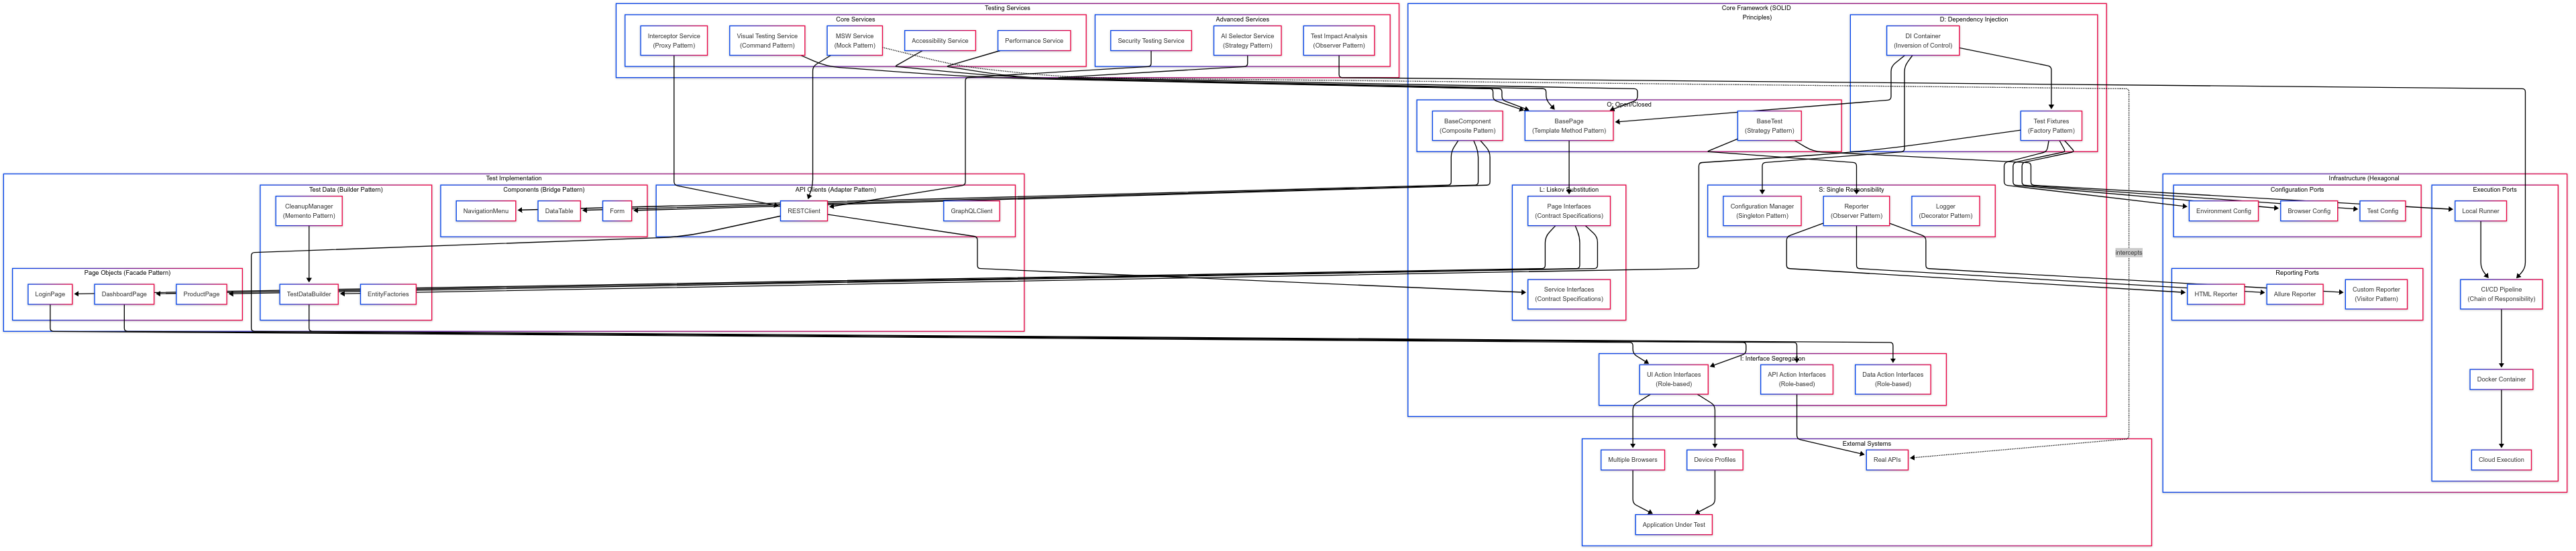 Testing Services
Core Services
Interceptor Service
(Proxy Pattern)
Visual Testing Service
(Command Pattern)
MSW Service
(Mock Pattern)
Accessibility Service
Performance Service
Advanced Services
Security Testing Service
AI Selector Service
(Strategy Pattern)
Test Impact Analysis
(Observer Pattern)
Core Framework (SOLID
Principles)
D: Dependency Injection
DI Container
(Inversion of Control)
Test Fixtures
(Factory Pattern)
O: Open/Closed
BaseComponent
(Composite Pattern)
BasePage
(Template Method Pattern)
BaseTest
(Strategy Pattern)
L: Liskov Substitution
Page Interfaces
(Contract Specifications)
Service Interfaces
(Contract Specifications)
S: Single Responsibility
Configuration Manager
(Singleton Pattern)
Reporter
(Observer Pattern)
Logger
(Decorator Pattern)
I: Interface Segregation
UI Action Interfaces
(Role-based)
API Action Interfaces
(Role-based)
Data Action Interfaces
(Role-based)
Test Implementation
Test Data (Builder Pattern)
CleanupManager
(Memento Pattern)
TestDataBuilder
EntityFactories
Components (Bridge Pattern)
NavigationMenu
DataTable
Form
API Clients (Adapter Pattern)
RESTClient
GraphQLClient
Page Objects (Facade Pattern)
LoginPage
DashboardPage
ProductPage
Infrastructure (Hexagonal
Configuration Ports
Environment Config
Browser Config
Test Config
Execution Ports
Local Runner
CI/CD Pipeline
(Chain of Responsibility)
Docker Container
Cloud Execution
Reporting Ports
HTML Reporter
Allure Reporter
Custom Reporter
(Visitor Pattern)
intercepts
External Systems
Multiple Browsers
Device Profiles
Real APIs
Application Under Test